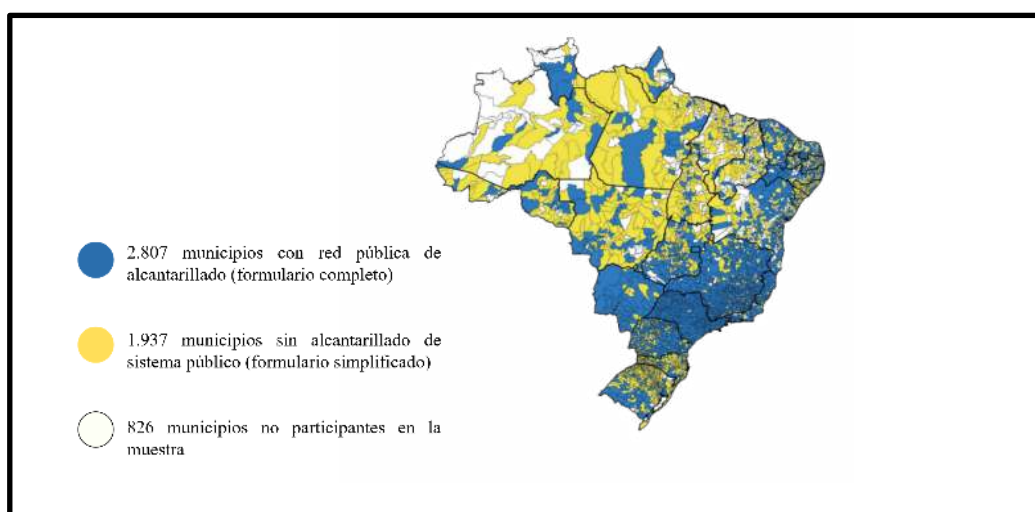 2.807 municipios con red pública de
alcantarillado (formulario completo)
1.937 municipios sin alcantarillado de
sistema público (formulario simplificado)
826 municipios no participantes en la
muestra